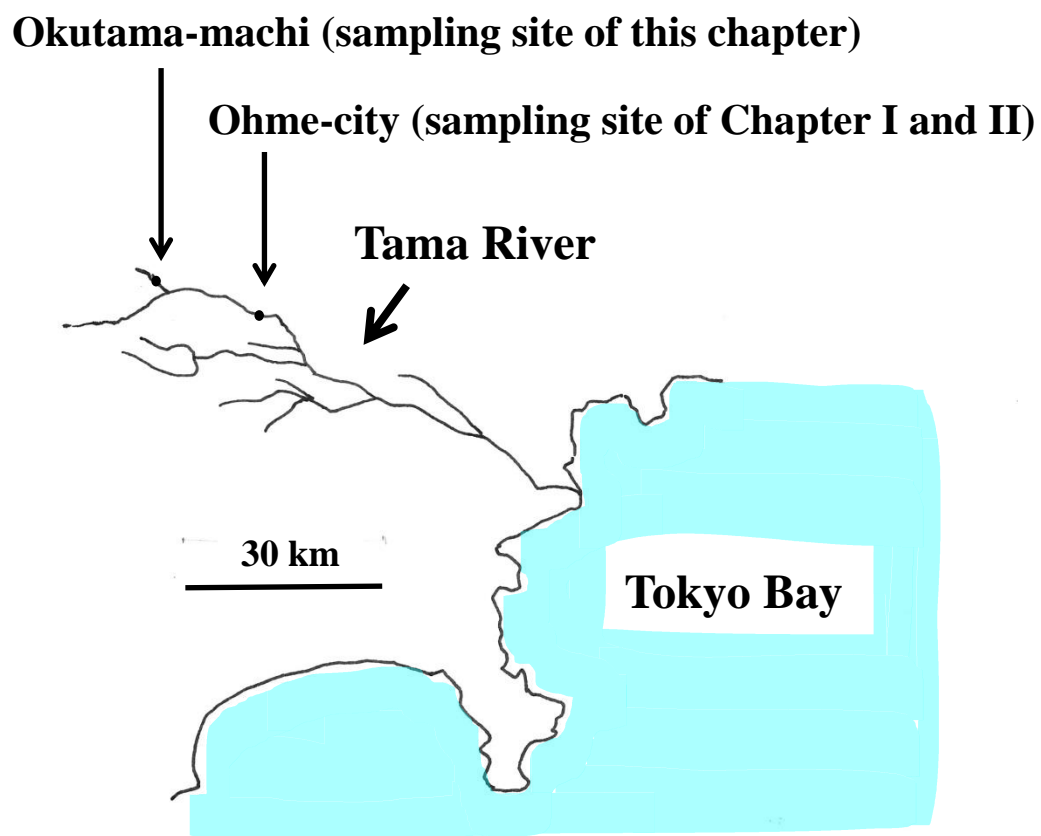 Okutama-machi (sampling site of this chapter)
Ohme-city (sampling site of Chapter I and II)
Tama River
30 km
Tokyo Bay